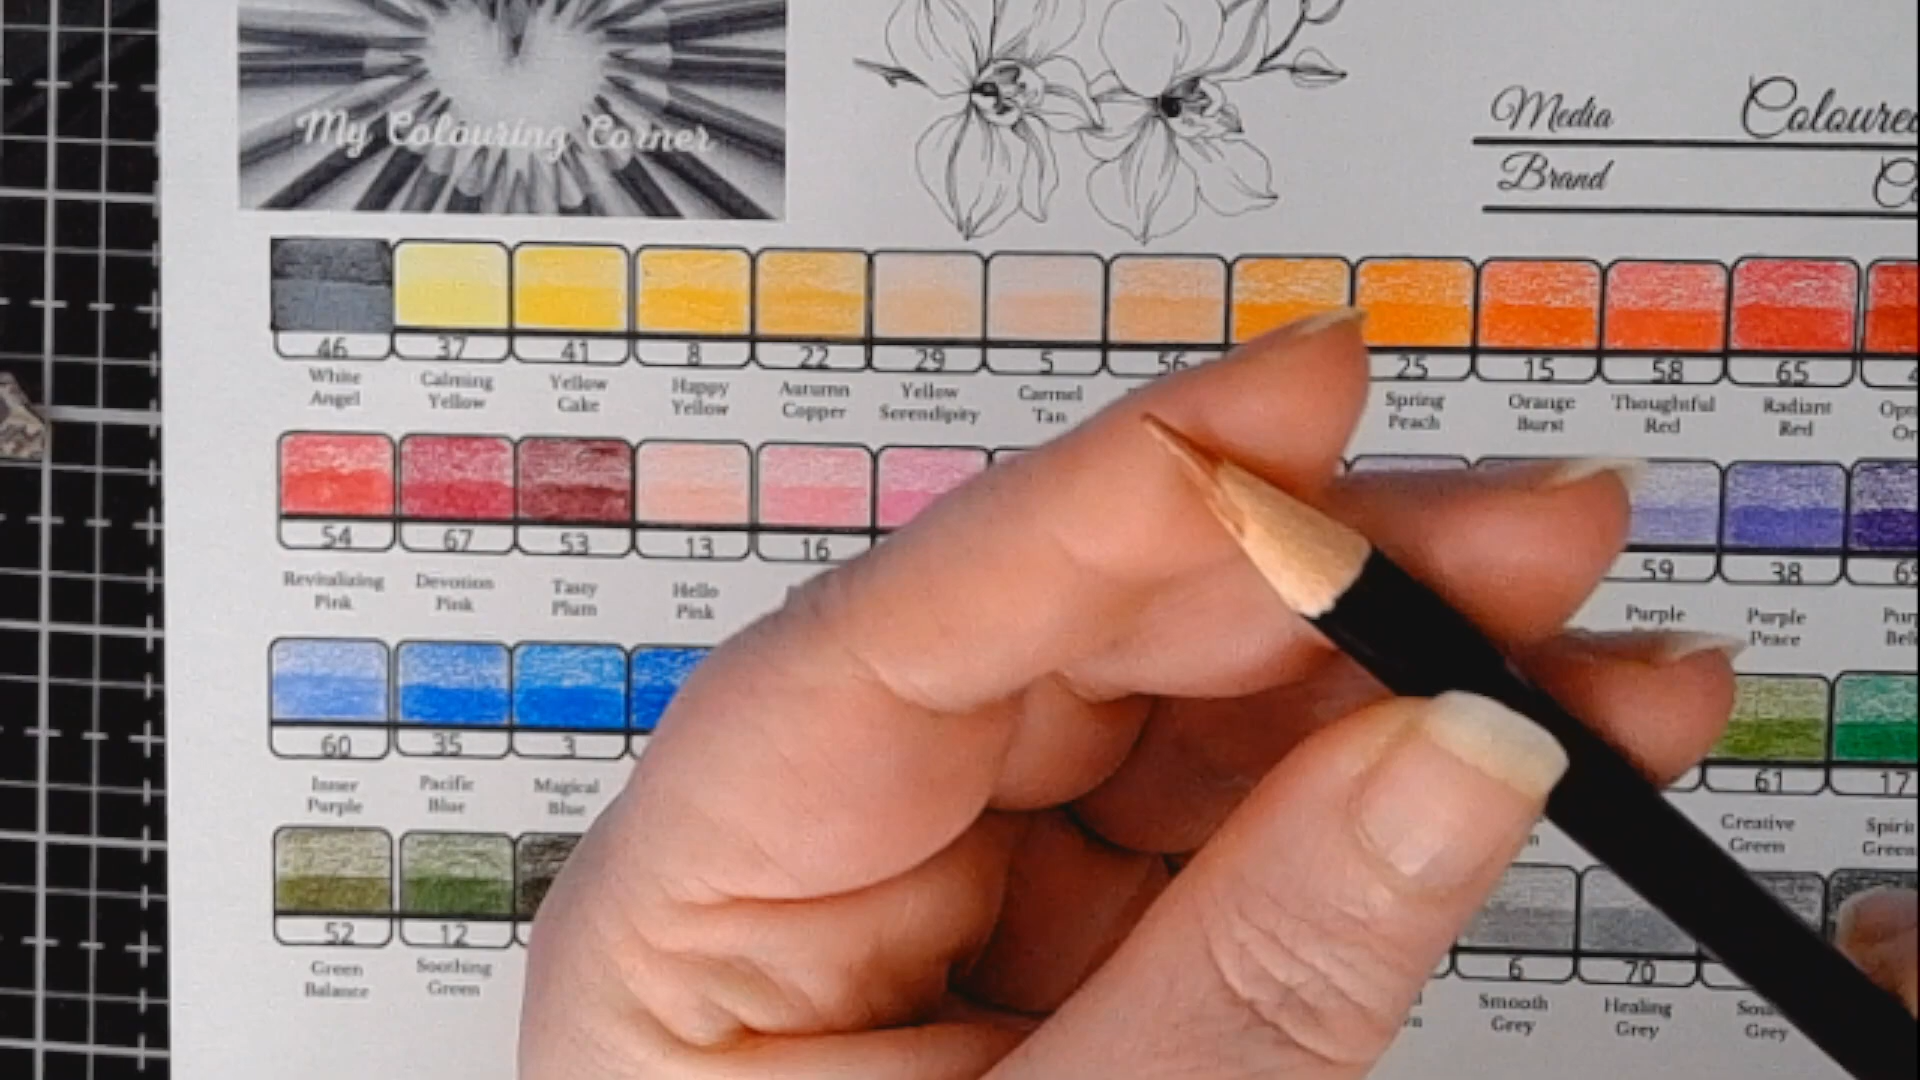 My Colouring Corner
Media
Brand
46 37 41 8 22 29 5 56 25 15 58 65
White Angel
Calming Yellow
Yellow Cake
Happy Yellow
Autumn Copper
Yellow Serendipity
Carmel Tan
Spring Peach
Orange Burst
Thoughtful Red
Radiant Red
54 67 53 13 16 59 38
Revitalizing Pink
Devotion Pink
Tasty Plum
Hello Pink
Purple
Purple Peace
60 35 3 61 17
Inner Purple
Pacific Blue
Magical Blue
Creative Green
Green
52 12 6 70
Green Balance
Soothing Green
Smooth Grey
Healing Grey
Grey